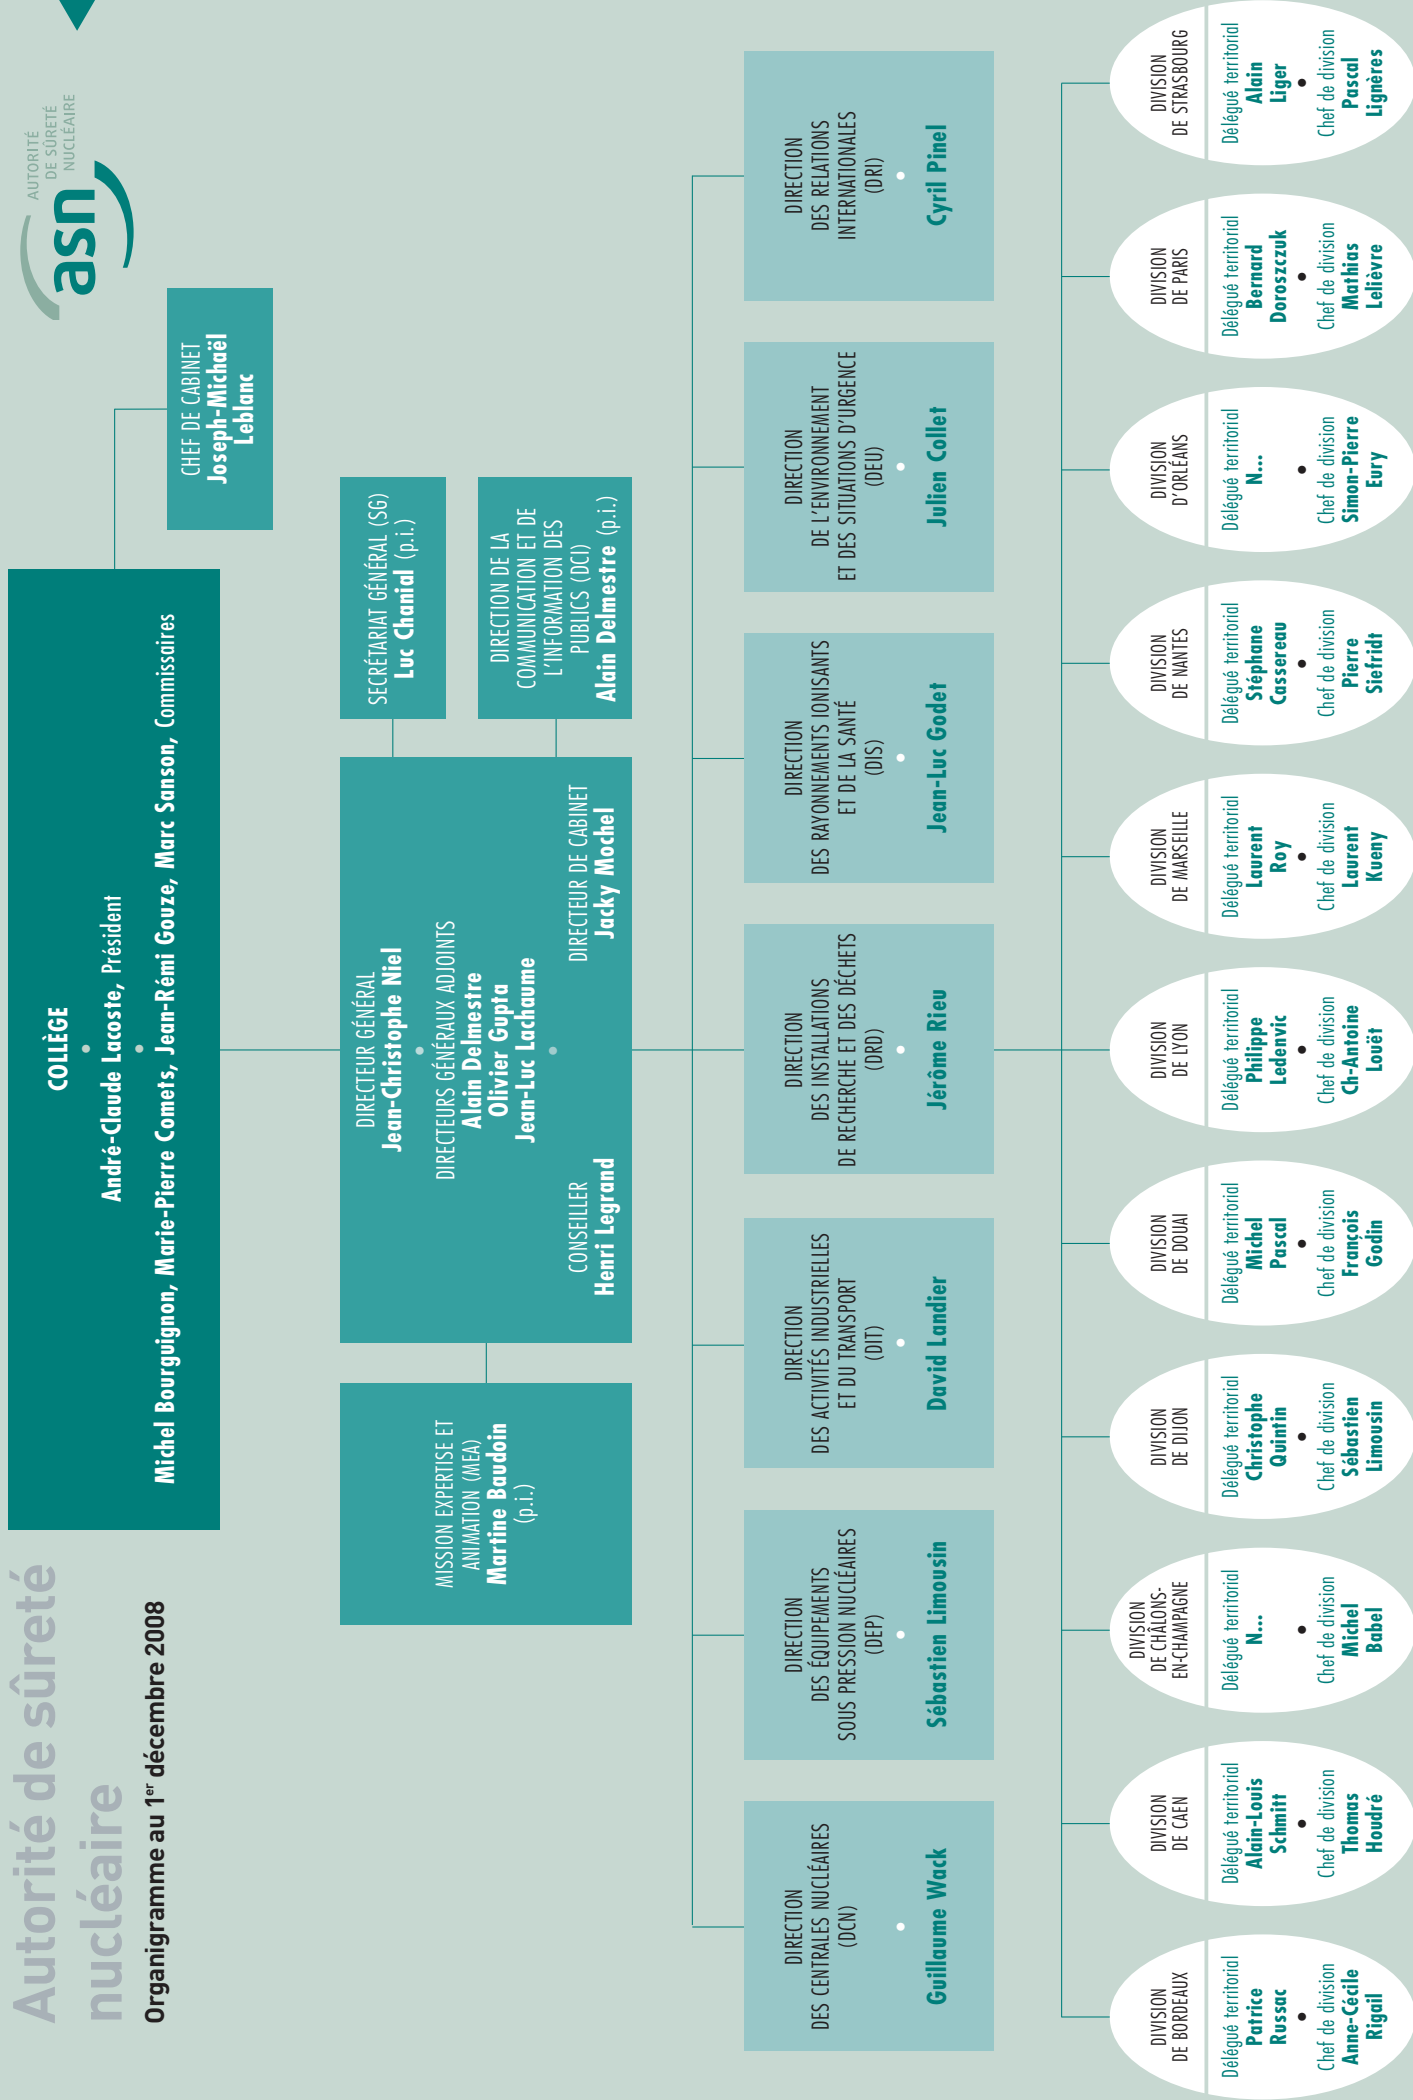 Autorité de sûreté
nucléaire
Organigramme au 1er décembre 2008
asn
AUTORITÉ
DE SÛRETÉ
NUCLÉAIRE
COLLÈGE
André-Claude Lacoste, Président
Michel Bourguignon, Marie-Pierre Comets, Jean-Rémi Gouze, Marc Sanson, Commissaires
CHEF DE CABINET
Joseph-Michaël
Leblanc
MISSION EXPERTISE ET
ANIMATION (MEA)
Martine Baudoin
(p.i.)
DIRECTEUR GÉNÉRAL
Jean-Christophe Niel
DIRECTEURS GÉNÉRAUX ADJOINTS
Alain Delmestre
Olivier Gupta
Jean-Luc Lachaume
CONSEILLER
Henri Legrand
DIRECTEUR DE CABINET
Jacky Mochel
SECRÉTARIAT GÉNÉRAL (SG)
Luc Chanial (p.i.)
DIRECTION DE LA
COMMUNICATION ET DE
L'INFORMATION DES
PUBLICS (DCI)
Alain Delmestre (p.i.)
DIRECTION
DES CENTRALES NUCLÉAIRES
(DCN)
Guillaume Wack
DIRECTION
DES ÉQUIPEMENTS
SOUS PRESSION NUCLÉAIRES
(DEP)
Sébastien Limousin
DIRECTION
DES ACTIVITÉS INDUSTRIELLES
ET DU TRANSPORT
(DIT)
David Landier
DIRECTION
DES INSTALLATIONS
DE RECHERCHE ET DES DÉCHETS
(DRD)
Jérôme Rieu
DIRECTION
DES RAYONNEMENTS IONISANTS
ET DE LA SANTÉ
(DIS)
Jean-Luc Godet
DIRECTION
DE L'ENVIRONNEMENT
ET DES SITUATIONS D'URGENCE
(DEU)
Julien Collet
DIRECTION
DES RELATIONS
INTERNATIONALES
(DRI)
Cyril Pinel
DIVISION
DE BORDEAUX
Délégué territorial
Patrice
Russac
Chef de division
Anne-Cécile
Rigail
DIVISION
DE CAEN
Délégué territorial
Alain-Louis
Schmitt
Chef de division
Thomas
Houdré
DIVISION
DE CHÂLONS-
EN-CHAMPAGNE
Délégué territorial
N...
Chef de division
Michel
Babel
DIVISION
DE DIJON
Délégué territorial
Christophe
Quintin
Chef de division
Sébastien
Limousin
DIVISION
DE DOUAI
Délégué territorial
Michel
Pascal
Chef de division
François
Godin
DIVISION
DE LYON
Délégué territorial
Philippe
Ledenvic
Chef de division
Ch-Antoine
Louët
DIVISION
DE MARSEILLE
Délégué territorial
Laurent
Roy
Chef de division
Laurent
Kueny
DIVISION
DE NANTES
Délégué territorial
Stéphane
Cassereau
Chef de division
Pierre
Siefridt
DIVISION
D'ORLÉANS
Délégué territorial
N...
Chef de division
Simon-Pierre
Eury
DIVISION
DE PARIS
Délégué territorial
Bernard
Doroszczuk
Chef de division
Mathias
Lelièvre
DIVISION
DE STRASBOURG
Délégué territorial
Alain
Liger
Chef de division
Pascal
Lignères